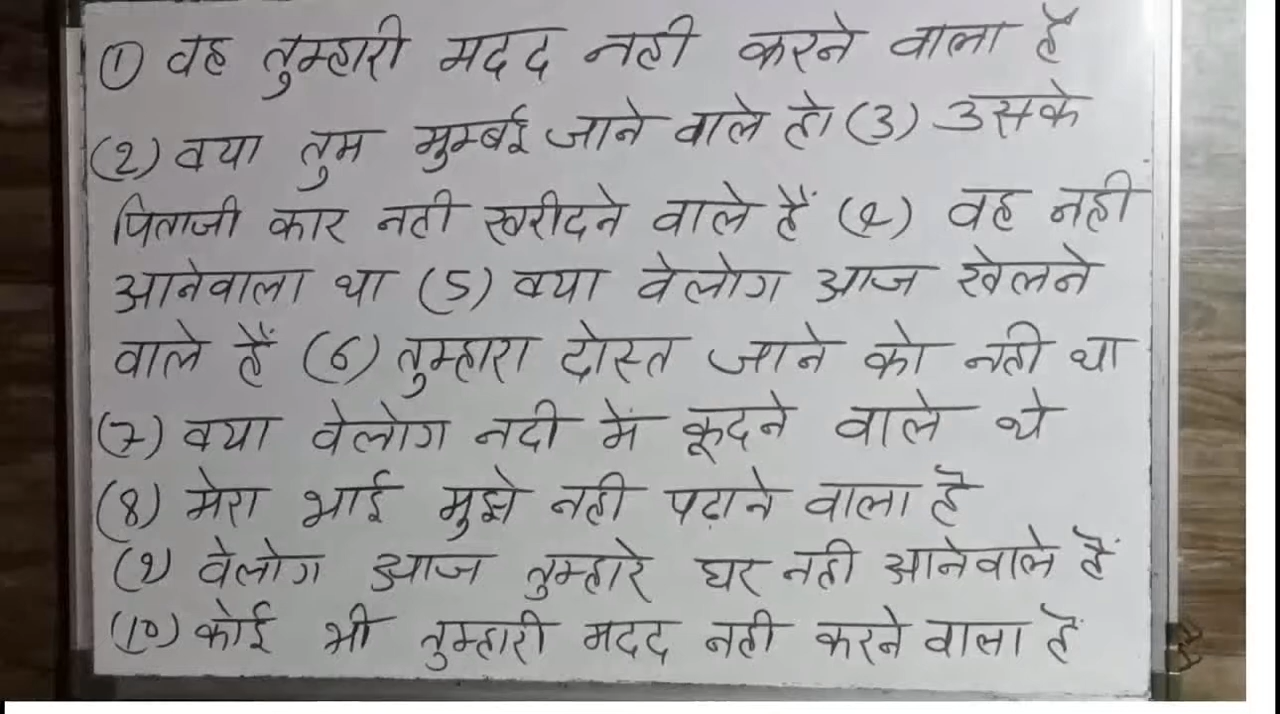 ① वह तुम्हारी मदद नही करने वाला है
(2) क्या तुम मुम्बई जाने वाले हो (3) उसके
पिताजी कार नही खरीदने वाले हैं (4) वह नही
आनेवाला था (5) क्या वेलोग आज खेलने
वाले हैं (6) तुम्हारा दोस्त जाने को नही था
(7) क्या वेलोग नदी में कूदने वाले थे
(8) मेरा भाई मुझे नही पढ़ाने वाला है
(9) वेलोग आज तुम्हारे घर नही आनेवाले हैं
(10) कोई भी तुम्हारी मदद नही करने वाला है